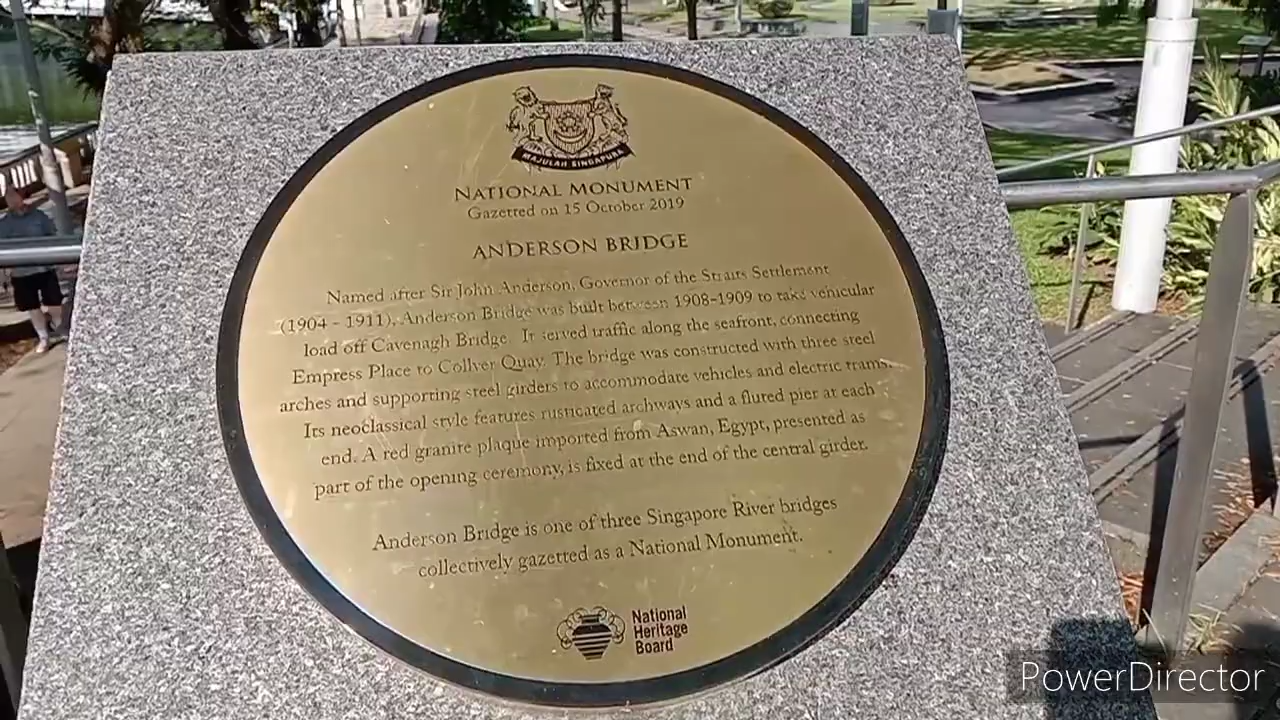 MAJULAH SINGAPURA
NATIONAL MONUMENT
Gazetted on 15 October 2019
ANDERSON BRIDGE
Named after Sir John Anderson, Governor of the Straits Settlement
(1904 - 1911), Anderson Bridge was built between 1908-1909 to take vehicular
load off Cavenagh Bridge. It served traffic along the seafront, connecting
Empress Place to Collyer Quay. The bridge was constructed with three steel
arches and supporting steel girders to accommodate vehicles and electric trams.
Its neoclassical style features rusticated archways and a fluted pier at each
end. A red granite plaque imported from Aswan, Egypt, presented as
part of the opening ceremony, is fixed at the end of the central girder.
Anderson Bridge is one of three Singapore River bridges
collectively gazetted as a National Monument.
National
Heritage
Board
PowerDirector